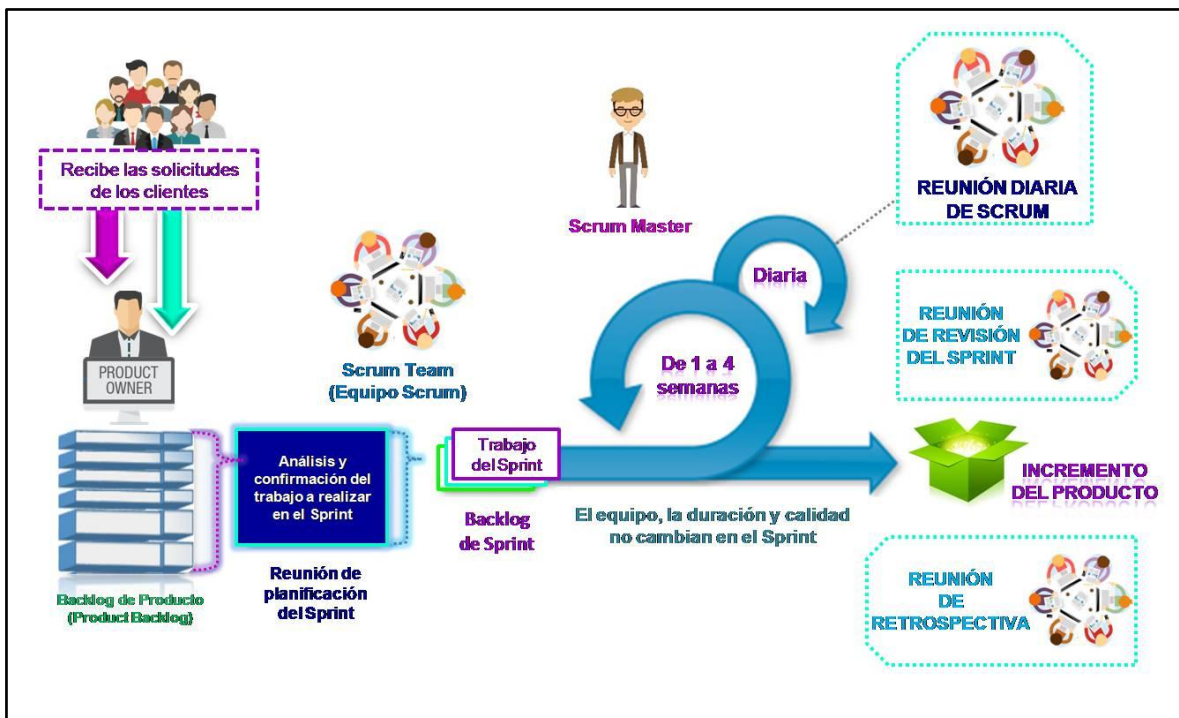 Recibe las solicitudes
de los clientes
PRODUCT
OWNER
Backlog de Producto
(Product Backlog)
Análisis y
confirmación del
trabajo a realizar
en el Sprint
Reunión de
planificación
del Sprint
Scrum Team
(Equipo Scrum)
Trabajo
del Sprint
Backlog
de Sprint
Scrum Master
Diaria
De 1 a 4
semanas
El equipo, la duración y calidad
no cambian en el Sprint
REUNIÓN DIARIA
DE SCRUM
REUNIÓN
DE REVISIÓN
DEL SPRINT
INCREMENTO
DEL PRODUCTO
REUNIÓN
DE
RETROSPECTIVA